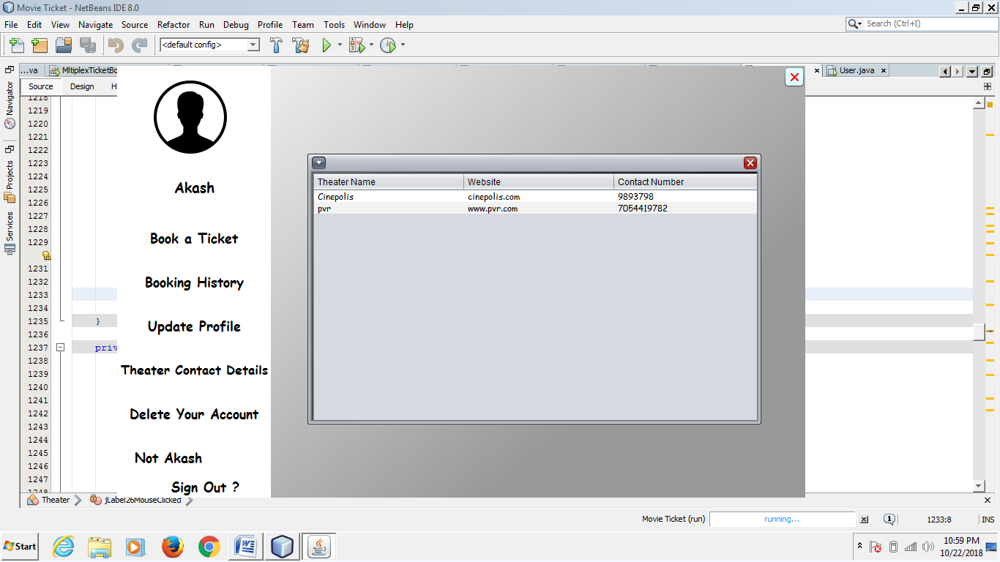 Movie Ticket - NetBeans IDE 8.0
File Edit View Navigate Source Refactor Run Debug Profile Team Tools Window Help
Search (Ctrl+I)
<default config>
...va MltiplexTicketBo User.java
Source Design H
Navigator
Projects
Services
1218
1219
1220
1221
1222
1223
1224
1225
1226
1227
1228
1229
1231
1232
1233
1234
1235 }
1236
1237 priv
1238
1239
1240
1241
1242
1243
1244
1245
1246
1247
1248
Akash
Book a Ticket
Booking History
Update Profile
Theater Contact Details
Delete Your Account
Not Akash
Sign Out ?
Theater Name Website Contact Number
Cinepolis cinepolis.com 9893798
pvr www.pvr.com 7054419782
Theater jLabel26MouseClicked
Movie Ticket (run) running... 1 1233:8 INS
Start
10:59 PM
10/22/2018